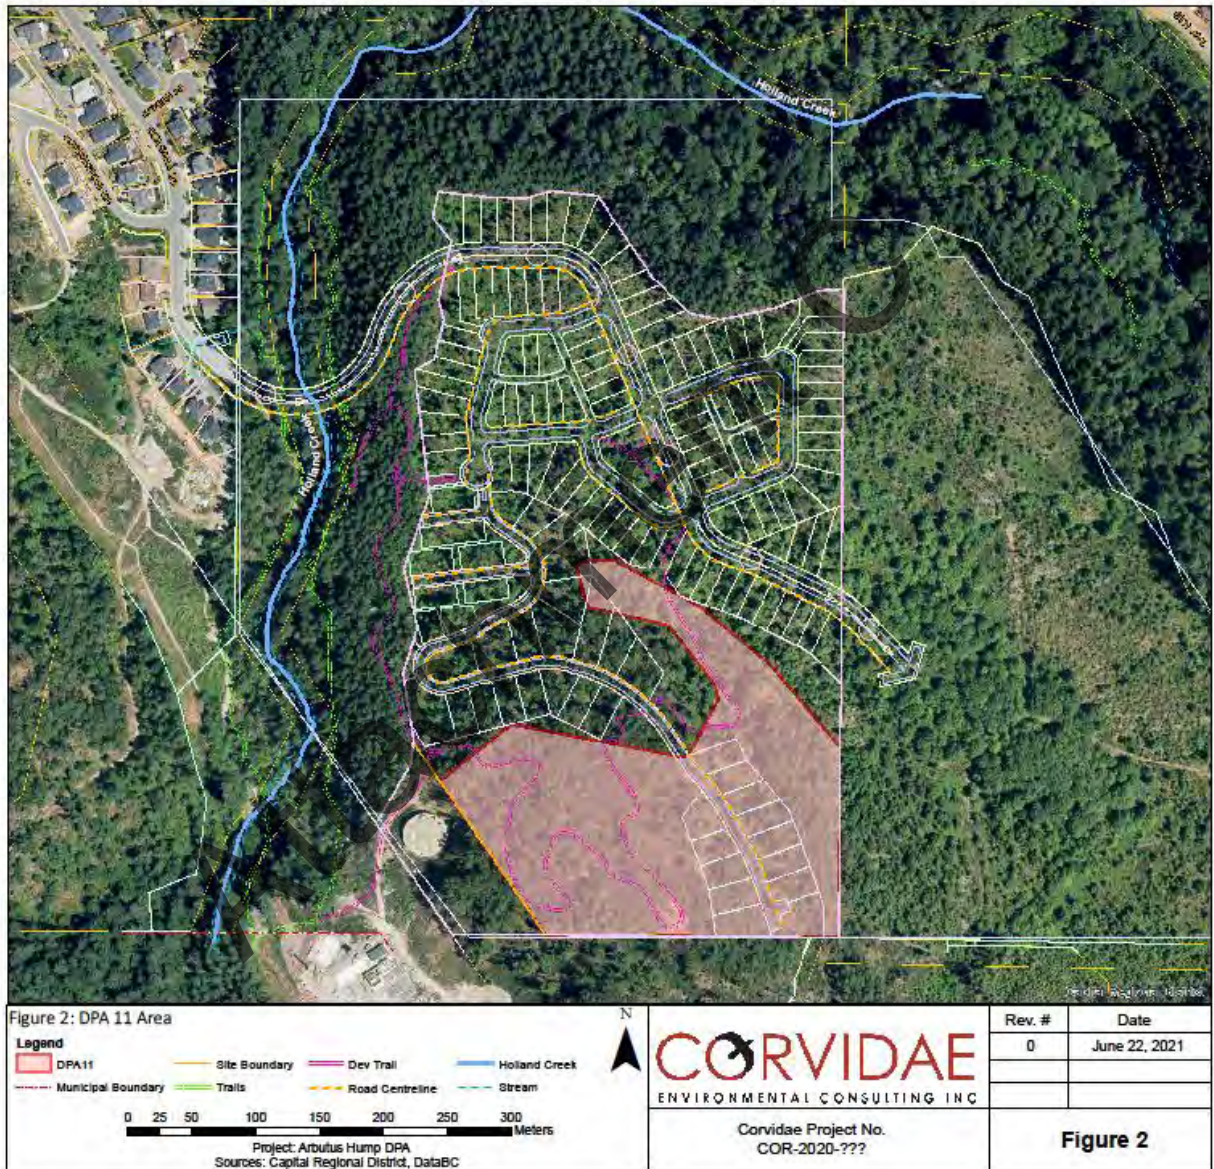 Holland Creek
Holland Creek
Figure 2: DPA 11 Area
Legend
DPA11
Site Boundary
Dev Trail
Holland Creek
Municipal Boundary
Trails
Road Centreline
Stream
N
0 25 50 100 150 200 250 300
Meters
Project: Arbutus Hump DPA
Sources: Capital Regional District, DataBC
CORVIDAE
ENVIRONMENTAL CONSULTING INC
Corvidae Project No.
COR-2020-???
Rev. # Date
0 June 22, 2021
Figure 2